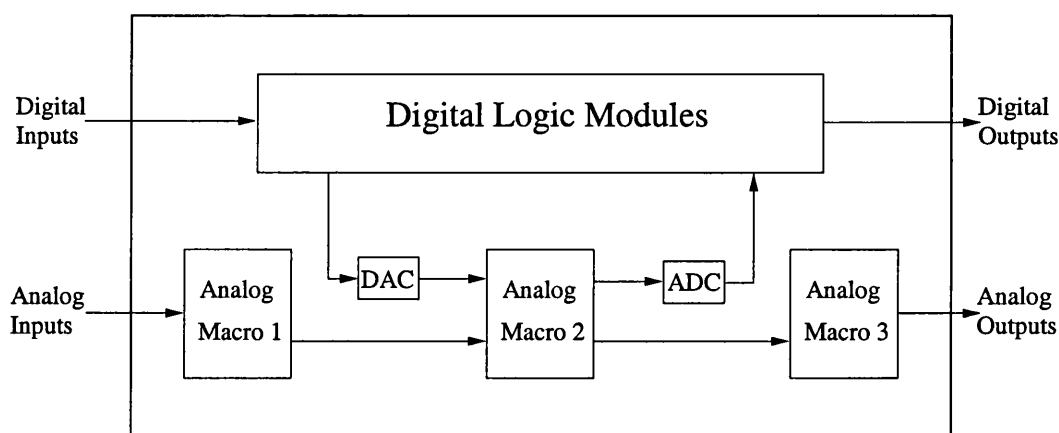 Digital
Inputs
Digital Logic Modules
Digital
Outputs
DAC
ADC
Analog
Inputs
Analog
Macro 1
Analog
Macro 2
Analog
Macro 3
Analog
Outputs